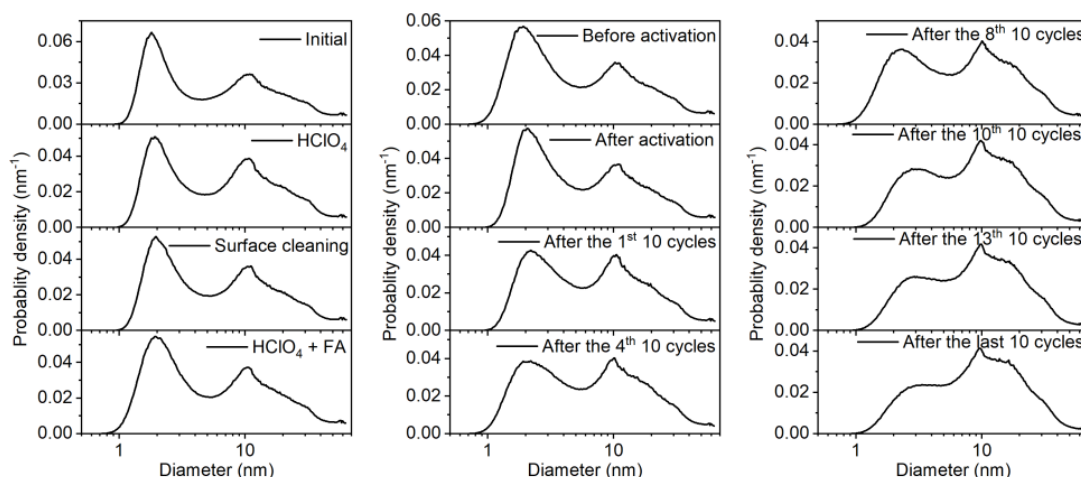 Probablity density (nm⁻¹)
0.06
0.03
0.00
Initial
0.04
0.02
0.00
HClO₄
0.04
0.02
0.00
Surface cleaning
0.04
0.02
0.00
HClO₄ + FA
1 10
Diameter (nm)
Probablity density (nm⁻¹)
0.06
0.04
0.02
0.00
Before activation
0.04
0.02
0.00
After activation
0.04
0.02
0.00
After the 1ˢᵗ 10 cycles
0.04
0.02
0.00
After the 4ᵗʰ 10 cycles
1 10
Diameter (nm)
Probablity density (nm⁻¹)
0.04
0.02
0.00
After the 8ᵗʰ 10 cycles
0.04
0.02
0.00
After the 10ᵗʰ 10 cycles
0.04
0.02
0.00
After the 13ᵗʰ 10 cycles
0.04
0.02
0.00
After the last 10 cycles
1 10
Diameter (nm)